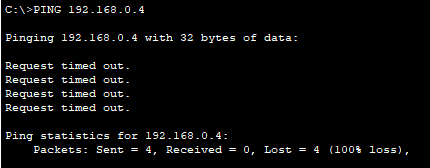 C:\>PING 192.168.0.4
Pinging 192.168.0.4 with 32 bytes of data:
Request timed out.
Request timed out.
Request timed out.
Request timed out.
Ping statistics for 192.168.0.4:
Packets: Sent = 4, Received = 0, Lost = 4 (100% loss),